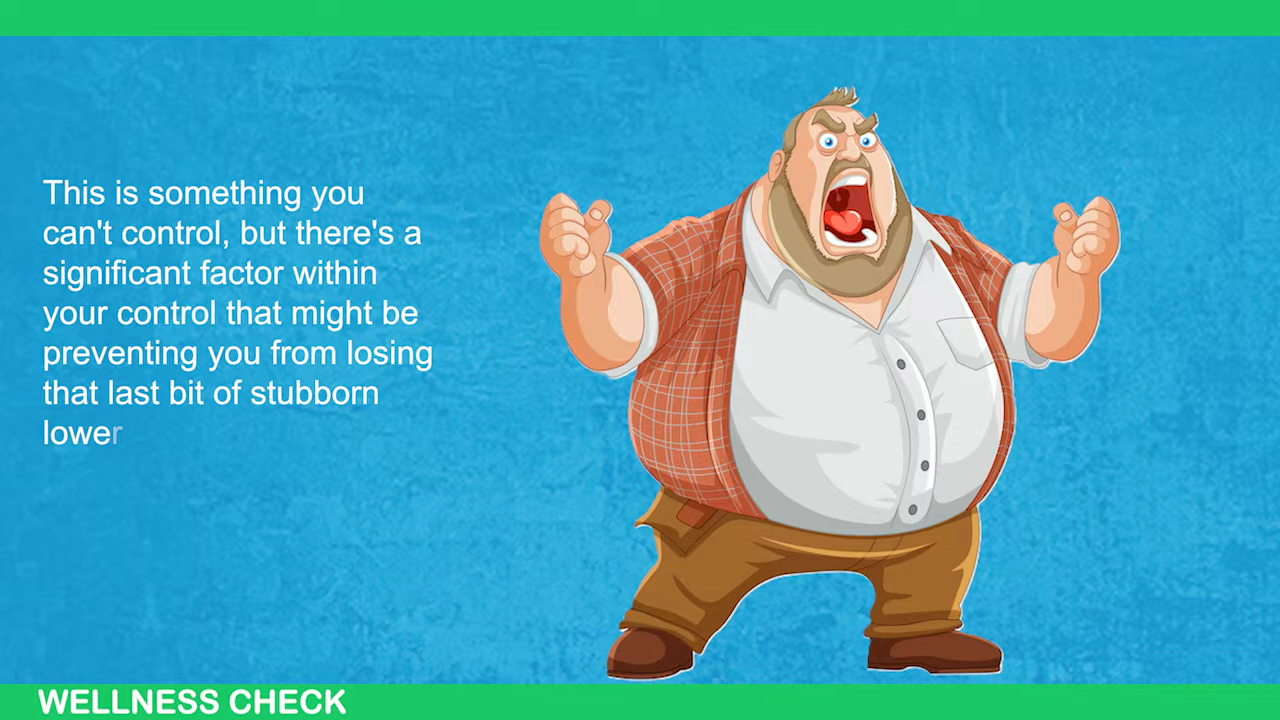 This is something you
can't control, but there's a
significant factor within
your control that might be
preventing you from losing
that last bit of stubborn
lower
WELLNESS CHECK